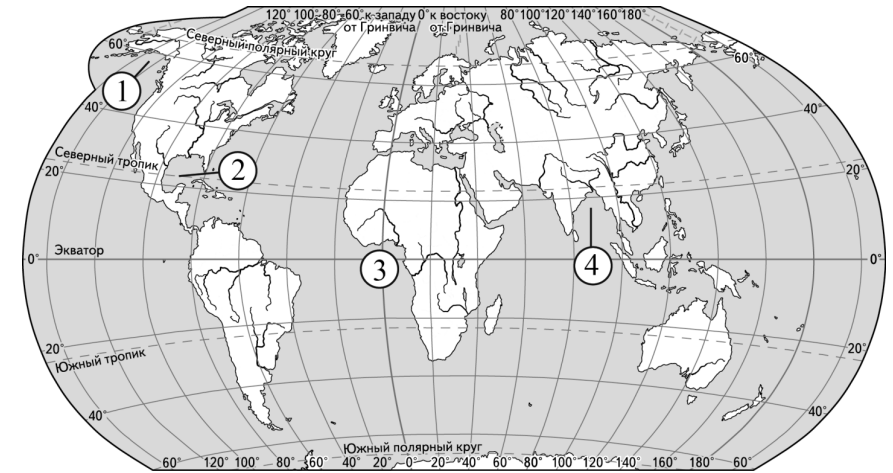 120° 100° 80° 60° к западу 0° к востоку 80° 100° 120° 140° 160° 180°
от Гринвича от Гринвича
Северный полярный круг
60° 60°
1
40° 40°
Северный тропик
2
20° 20°
Экватор
0° 3 4 0°
20° 20°
Южный тропик
40° 40°
Южный полярный круг
60° 120° 100° 80° 60° 40° 20° 0° 20° 40° 60° 80° 100° 120° 140° 160° 180° 60°